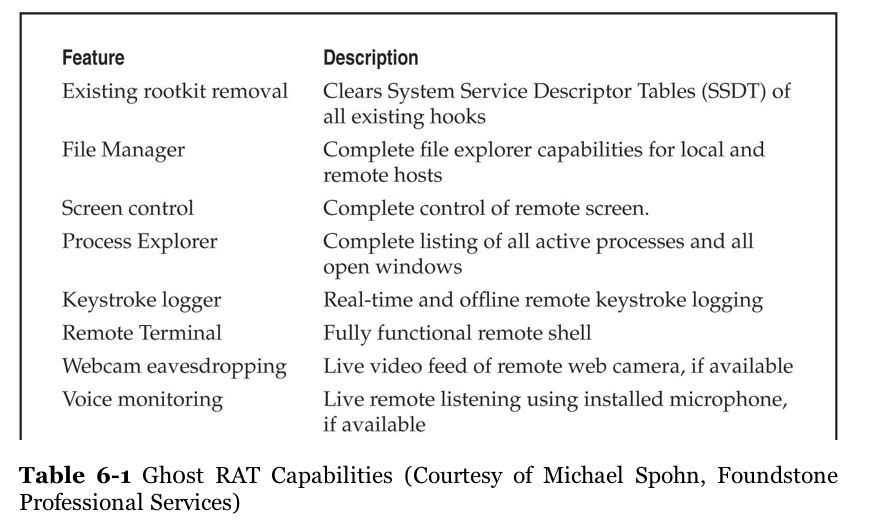 Feature Description
Existing rootkit removal Clears System Service Descriptor Tables (SSDT) of
all existing hooks
File Manager Complete file explorer capabilities for local and
remote hosts
Screen control Complete control of remote screen.
Process Explorer Complete listing of all active processes and all
open windows
Keystroke logger Real-time and offline remote keystroke logging
Remote Terminal Fully functional remote shell
Webcam eavesdropping Live video feed of remote web camera, if available
Voice monitoring Live remote listening using installed microphone,
if available
Table 6-1 Gh0st RAT Capabilities (Courtesy of Michael Spohn, Foundstone
Professional Services)